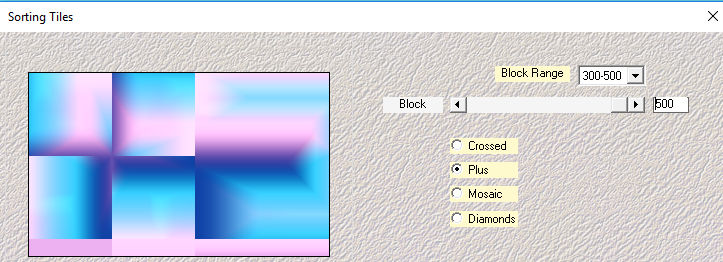 Sorting Tiles
Block Range 300-500
Block 500
Crossed
Plus
Mosaic
Diamonds